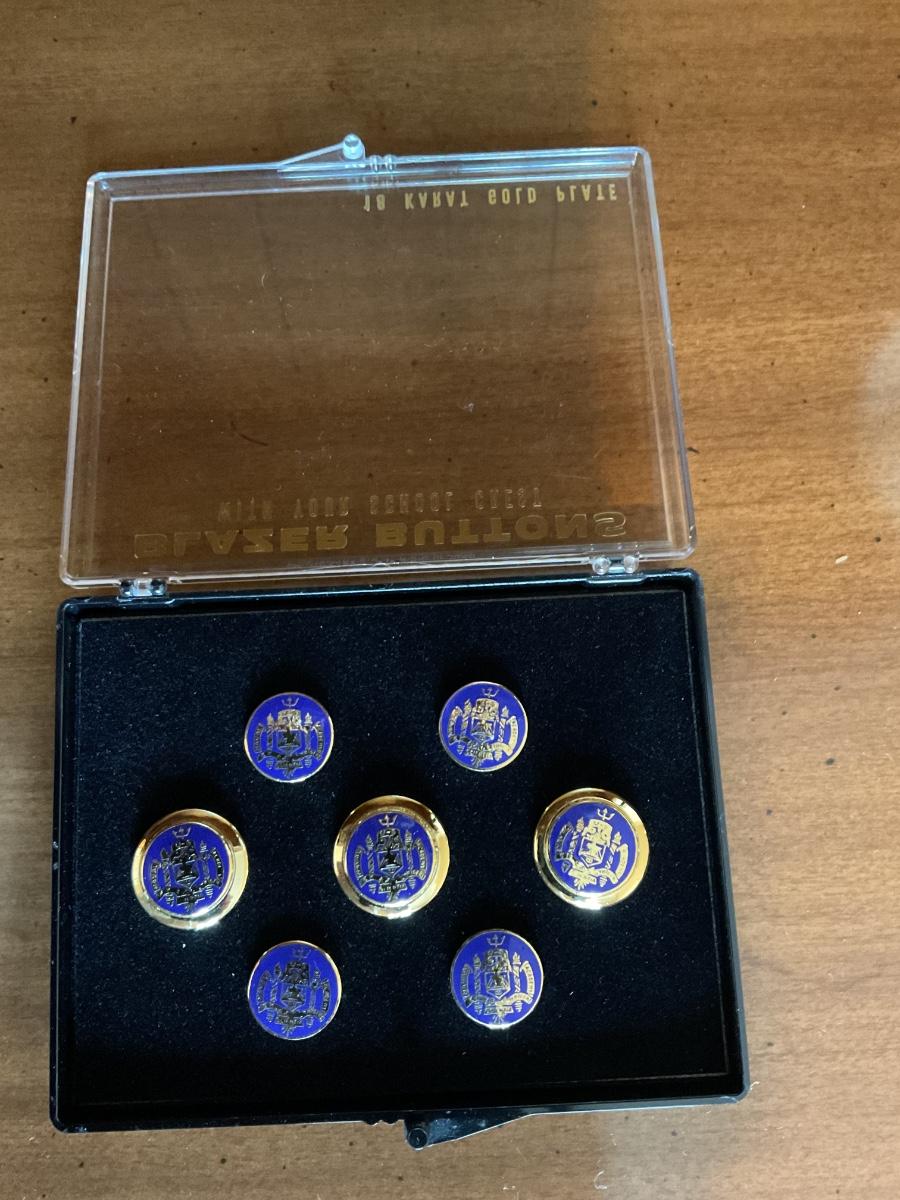 18 KARAT GOLD PLATE
WITH YOUR SCHOOL CREST
BLAZER BUTTONS